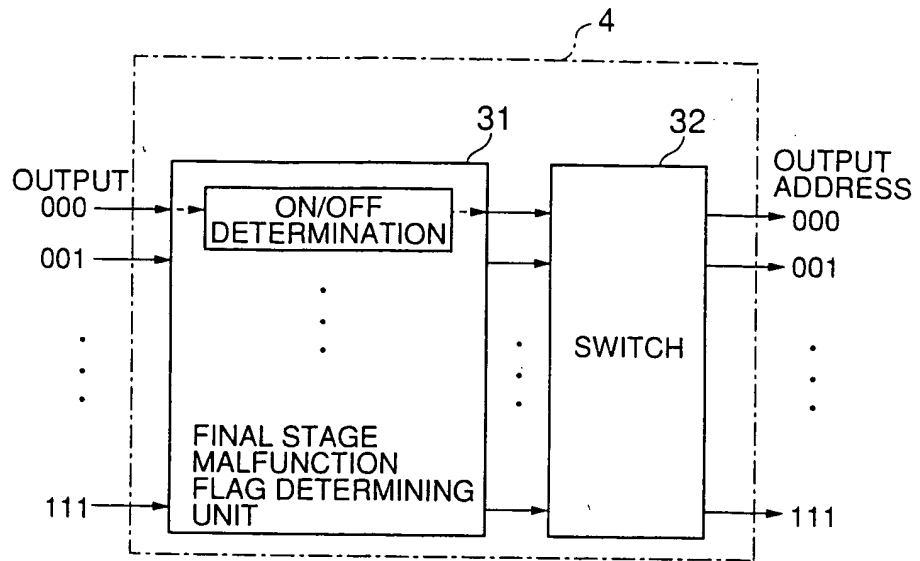 4
31
32
OUTPUT
000
001
111
ON/OFF
DETERMINATION
FINAL STAGE
MALFUNCTION
FLAG DETERMINING
UNIT
SWITCH
OUTPUT
ADDRESS
000
001
111